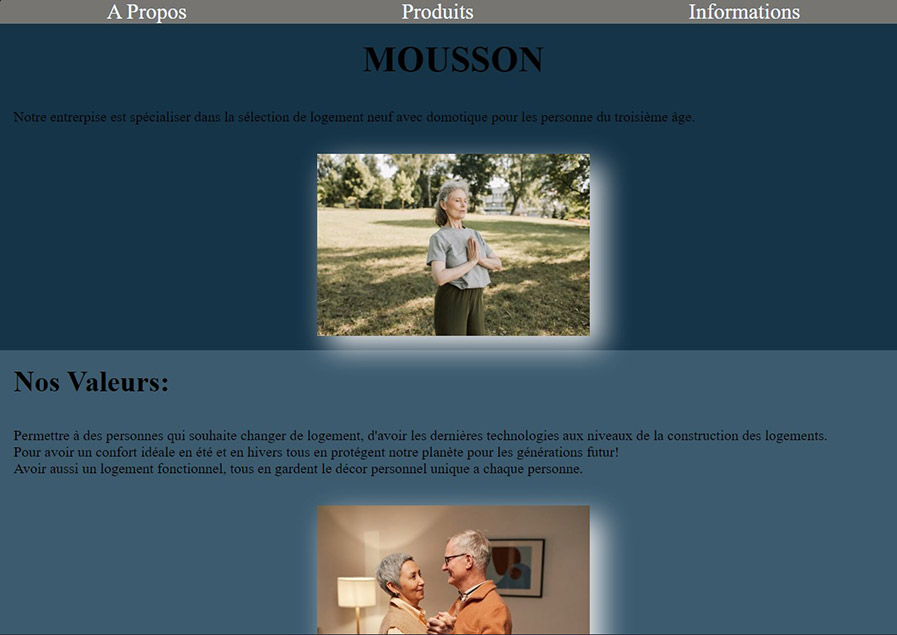 A Propos
Produits
Informations
MOUSSON
Notre entrerpise est spécialiser dans la sélection de logement neuf avec domotique pour les personne du troisième âge.
Nos Valeurs:
Permettre à des personnes qui souhaite changer de logement, d'avoir les dernières technologies aux niveaux de la construction des logements.
Pour avoir un confort idéale en été et en hivers tous en protégent notre planète pour les générations futur!
Avoir aussi un logement fonctionnel, tous en gardent le décor personnel unique a chaque personne.